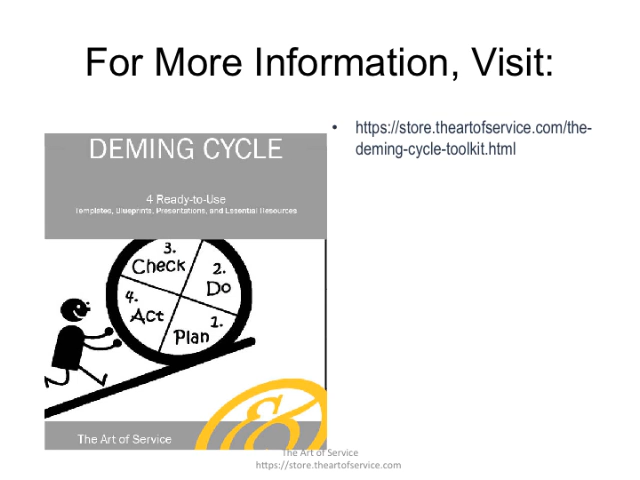 For More Information, Visit:
• https://store.theartofservice.com/the-
deming-cycle-toolkit.html
DEMING CYCLE
4 Ready-to-Use
Templates, Blueprints, Presentations, and Essential Resources
3.
Check
2.
Do
4.
Act
1.
Plan
The Art of Service
The Art of Service
https://store.theartofservice.com